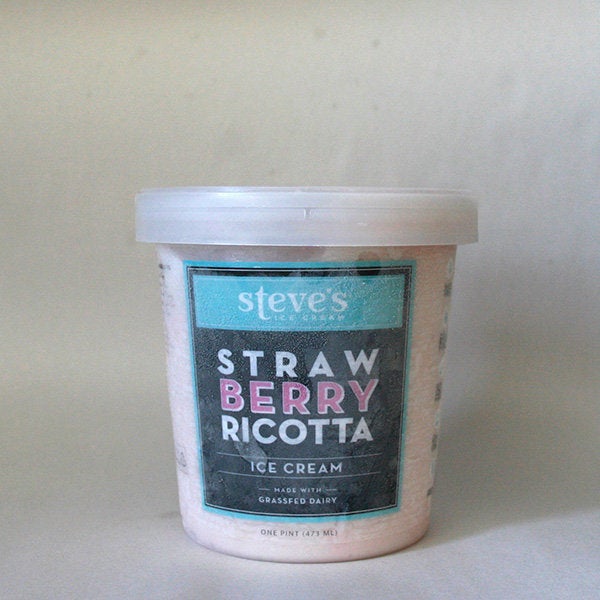 steve's
ICE CREAM
STRAW
BERRY
RICOTTA
ICE CREAM
MADE WITH
GRASSFED DAIRY
ONE PINT (473 ML)